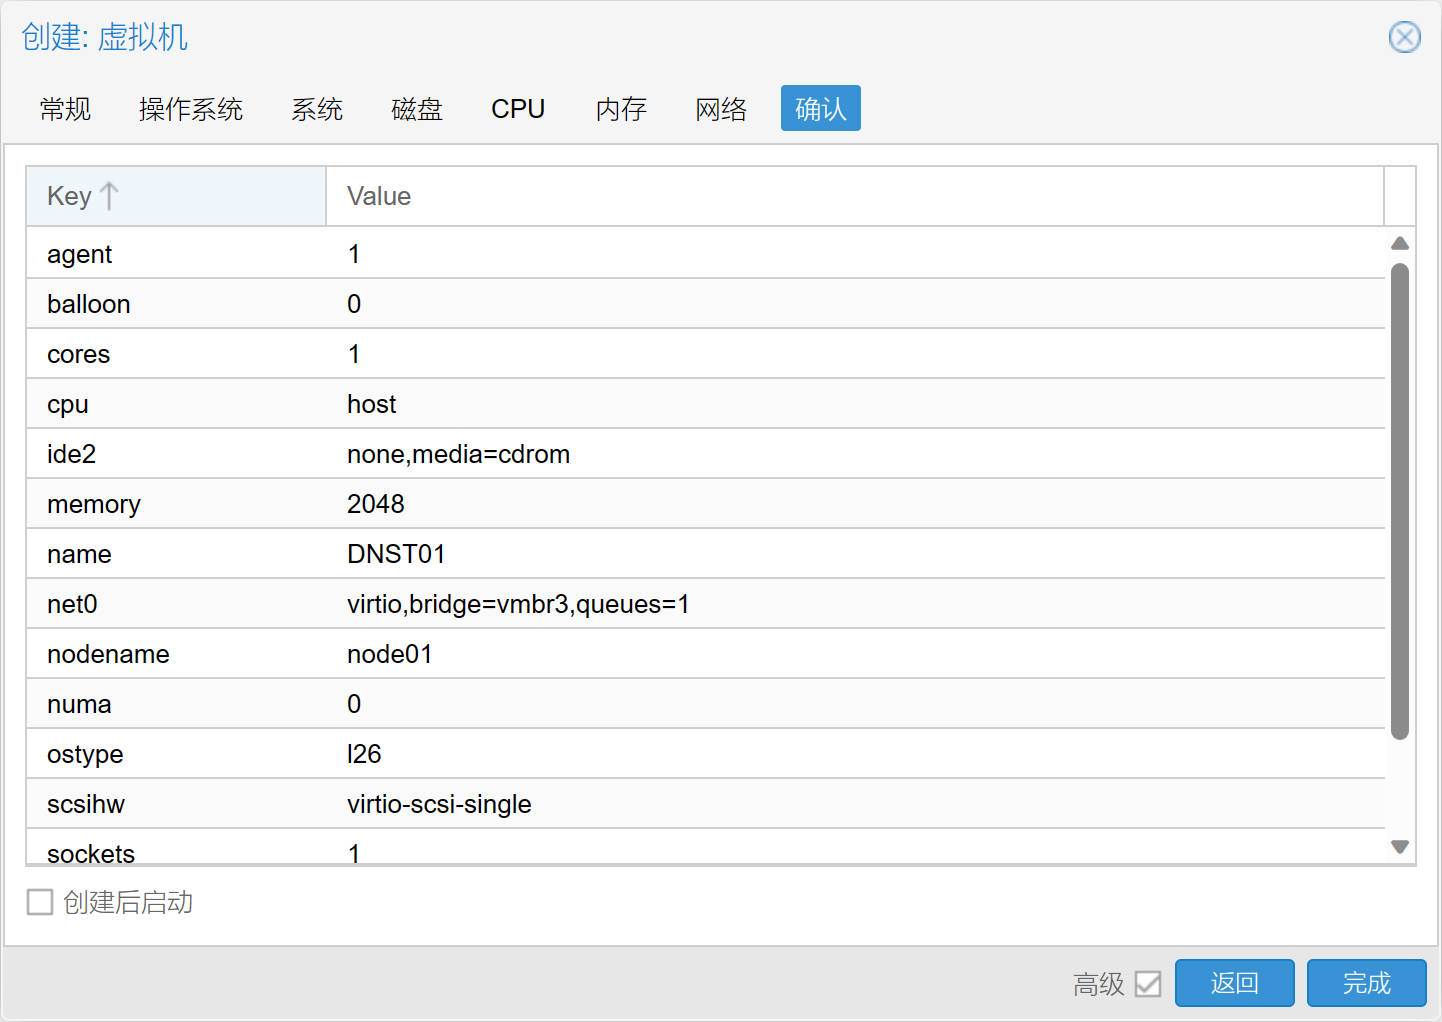 创建: 虚拟机
常规 操作系统 系统 磁盘 CPU 内存 网络 确认
Key Value
agent 1
balloon 0
cores 1
cpu host
ide2 none,media=cdrom
memory 2048
name DNST01
net0 virtio,bridge=vmbr3,queues=1
nodename node01
numa 0
ostype l26
scsihw virtio-scsi-single
sockets 1
创建后启动
高级 返回 完成